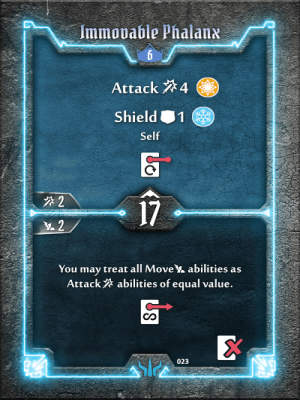 Immovable Phalanx
6
Attack 4
Shield 1
Self
2
17
2
You may treat all Move abilities as
Attack abilities of equal value.
023